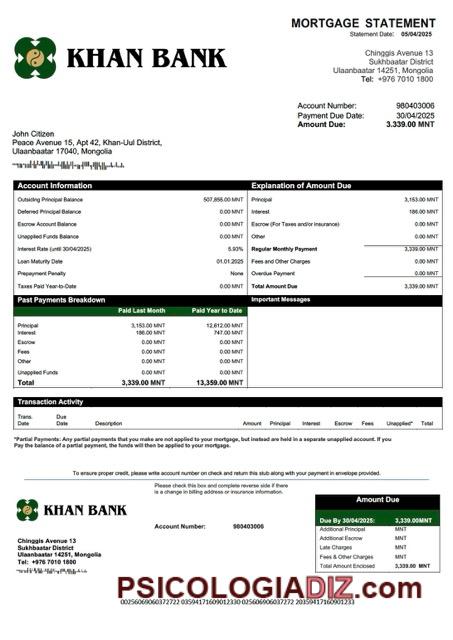 MORTGAGE STATEMENT
Statement Date: 05/04/2025
KHAN BANK
Chinggis Avenue 13
Sukhbaatar District
Ulaanbaatar 14251, Mongolia
Tel: +976 7010 1800
Account Number: 980403006
Payment Due Date: 30/04/2025
Amount Due: 3.339.00 MNT
John Citizen
Peace Avenue 15, Apt 42, Khan-Uul District,
Ulaanbaatar 17040, Mongolia
Account Information
Outsiding Principal Balance 507,855.00 MNT
Deferred Principal Balance 0.00 MNT
Escrow Account Balance 0.00 MNT
Unapplied Funds Balance 0.00 MNT
Interest Rate (until 30/04/2025) 5.93%
Loan Maturity Date 01.01.2025
Prepayment Penalty None
Taxes Paid Year-to-Date 0.00 MNT
Explanation of Amount Due
Principal 3,153.00 MNT
Interest 186.00 MNT
Escrow (For Taxes and/or Insurance) 0.00 MNT
Other 0.00 MNT
Regular Monthly Payment 3,339.00 MNT
Fees and Other Charges 0.00 MNT
Overdue Payment 0.00 MNT
Total Amount Due 3,339.00 MNT
Past Payments Breakdown
Paid Last Month Paid Year to Date
Principal 3,153.00 MNT 12,612.00 MNT
Interest 186.00 MNT 747.00 MNT
Escrow 0.00 MNT 0.00 MNT
Fees 0.00 MNT 0.00 MNT
Other 0.00 MNT 0.00 MNT
Unapplied Funds 0.00 MNT 0.00 MNT
Total 3,339.00 MNT 13,359.00 MNT
Important Messages
Transaction Activity
Trans. Date Due Date Description Amount Principal Interest Escrow Fees Unapplied* Total
*Partial Payments: Any partial payments that you make are not applied to your mortgage, but instead are held in a separate unapplied account. If you
Pay the balance of a partial payment, the funds will then be applied to your mortgage.
To ensure proper credit, please write account number on check and return this stub along with your payment in envelope provided.
Please check this box and complete reverse side if there
is a change in billing address or insurance information.
KHAN BANK
Account Number: 980403006
Chinggis Avenue 13
Sukhbaatar District
Ulaanbaatar 14251, Mongolia
Tel: +976 7010 1800
Amount Due
Due By 30/04/2025: 3,339.00MNT
Additional Principal MNT
Additional Escrow MNT
Late Charges MNT
Fees & Other Charges MNT
Total Amount Enclosed 3,339.00 MNT
PSICOLOGIADIZ.com